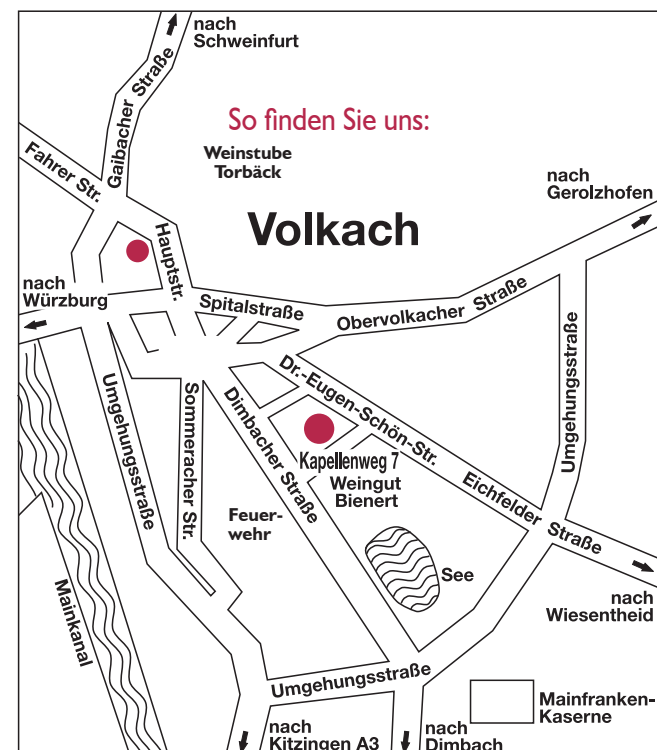 nach
Schweinfurt
Gaibacher Straße
So finden Sie uns:
Weinstube
Torbäck
Fahrer Str.
nach
Gerolzhofen
Volkach
Hauptstr.
nach
Würzburg
Spitalstraße
Obervolkacher Straße
Umgehungsstraße
Dr.-Eugen-Schön-Str.
Umgehungsstraße
Sommeracher Str.
Dimbacher Straße
Kapellenweg 7
Weingut
Bienert
Eichfelder Straße
Feuer-
wehr
See
Mainkanal
nach
Wiesentheid
Umgehungsstraße
Mainfranken-
Kaserne
nach
Kitzingen A3
nach
Dimbach